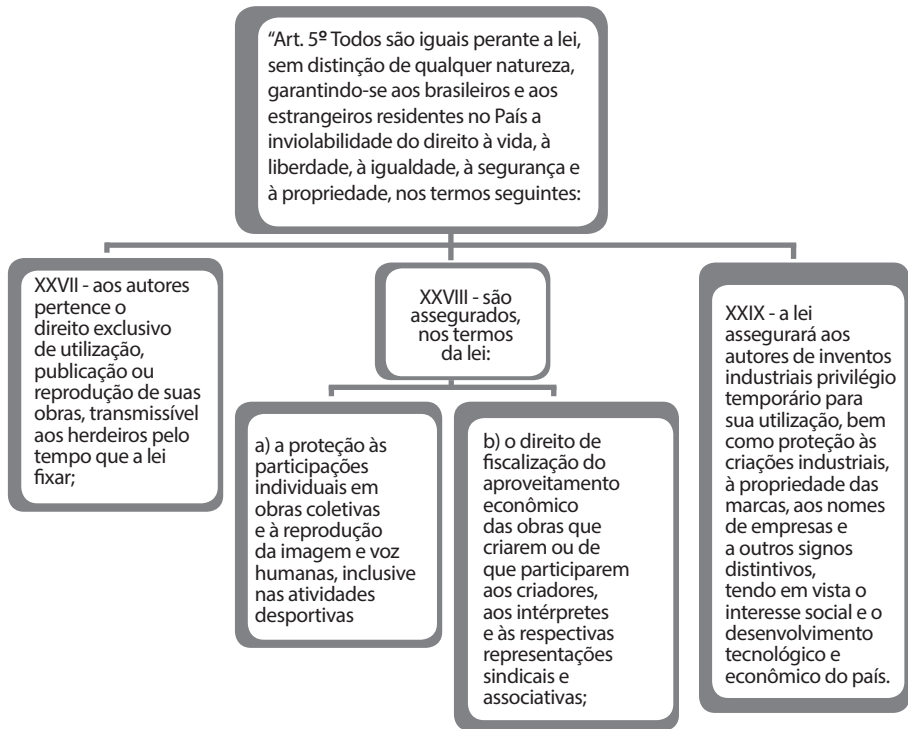 “Art. 5º Todos são iguais perante a lei,
sem distinção de qualquer natureza,
garantindo-se aos brasileiros e aos
estrangeiros residentes no País a
inviolabilidade do direito à vida, à
liberdade, à igualdade, à segurança e
à propriedade, nos termos seguintes:
XXVII - aos autores
pertence o
direito exclusivo
de utilização,
publicação ou
reprodução de suas
obras, transmissível
aos herdeiros pelo
tempo que a lei
fixar;
XXVIII - são
assegurados,
nos termos
da lei:
a) a proteção às
participações
individuais em
obras coletivas
e à reprodução
da imagem e voz
humanas, inclusive
nas atividades
desportivas
b) o direito de
fiscalização do
aproveitamento
econômico
das obras que
criarem ou de
que participarem
aos criadores,
aos intérpretes
e às respectivas
representações
sindicais e
associativas;
XXIX - a lei
assegurará aos
autores de inventos
industriais privilégio
temporário para
sua utilização, bem
como proteção às
criações industriais,
à propriedade das
marcas, aos nomes
de empresas e
a outros signos
distintivos,
tendo em vista o
interesse social e o
desenvolvimento
tecnológico e
econômico do país.